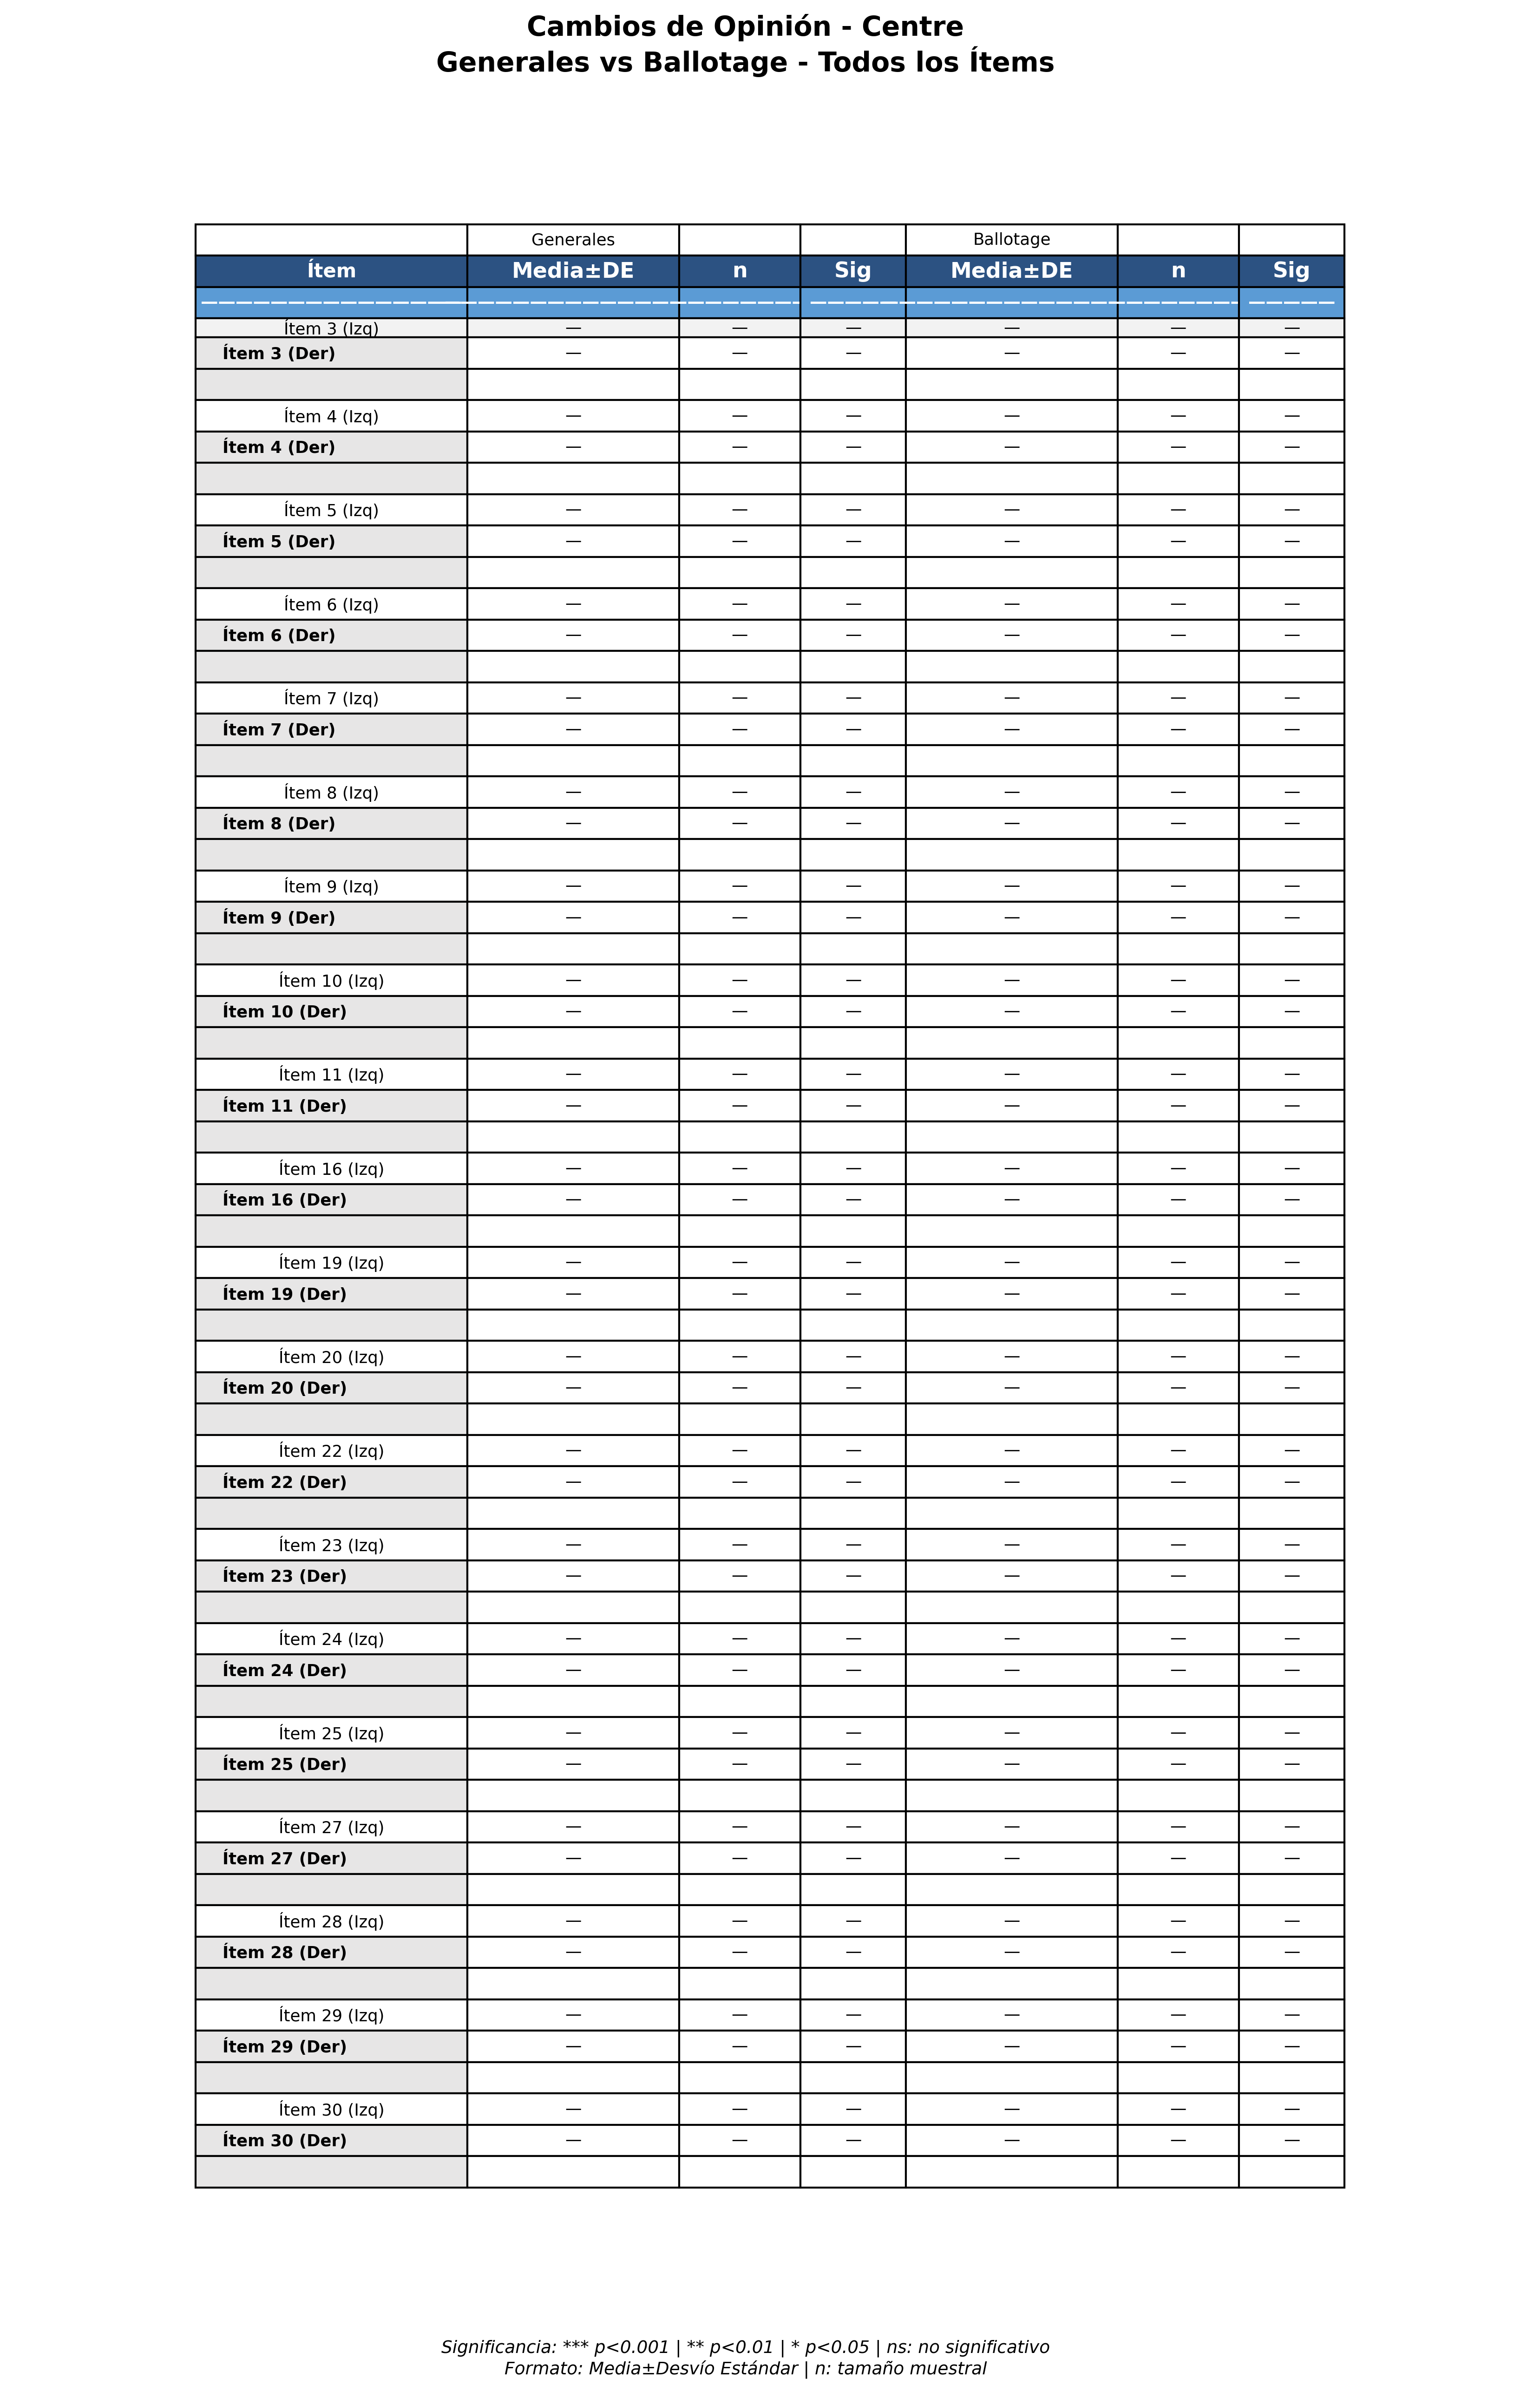 Cambios de Opinión - Centre
Generales vs Ballotage - Todos los Ítems
Generales Ballotage
Ítem Media±DE n Sig Media±DE n Sig
Ítem 3 (Izq) — — — — — —
Ítem 3 (Der) — — — — — —
Ítem 4 (Izq) — — — — — —
Ítem 4 (Der) — — — — — —
Ítem 5 (Izq) — — — — — —
Ítem 5 (Der) — — — — — —
Ítem 6 (Izq) — — — — — —
Ítem 6 (Der) — — — — — —
Ítem 7 (Izq) — — — — — —
Ítem 7 (Der) — — — — — —
Ítem 8 (Izq) — — — — — —
Ítem 8 (Der) — — — — — —
Ítem 9 (Izq) — — — — — —
Ítem 9 (Der) — — — — — —
Ítem 10 (Izq) — — — — — —
Ítem 10 (Der) — — — — — —
Ítem 11 (Izq) — — — — — —
Ítem 11 (Der) — — — — — —
Ítem 16 (Izq) — — — — — —
Ítem 16 (Der) — — — — — —
Ítem 19 (Izq) — — — — — —
Ítem 19 (Der) — — — — — —
Ítem 20 (Izq) — — — — — —
Ítem 20 (Der) — — — — — —
Ítem 22 (Izq) — — — — — —
Ítem 22 (Der) — — — — — —
Ítem 23 (Izq) — — — — — —
Ítem 23 (Der) — — — — — —
Ítem 24 (Izq) — — — — — —
Ítem 24 (Der) — — — — — —
Ítem 25 (Izq) — — — — — —
Ítem 25 (Der) — — — — — —
Ítem 27 (Izq) — — — — — —
Ítem 27 (Der) — — — — — —
Ítem 28 (Izq) — — — — — —
Ítem 28 (Der) — — — — — —
Ítem 29 (Izq) — — — — — —
Ítem 29 (Der) — — — — — —
Ítem 30 (Izq) — — — — — —
Ítem 30 (Der) — — — — — —
Significancia: *** p<0.001 | ** p<0.01 | * p<0.05 | ns: no significativo
Formato: Media±Desvío Estándar | n: tamaño muestral